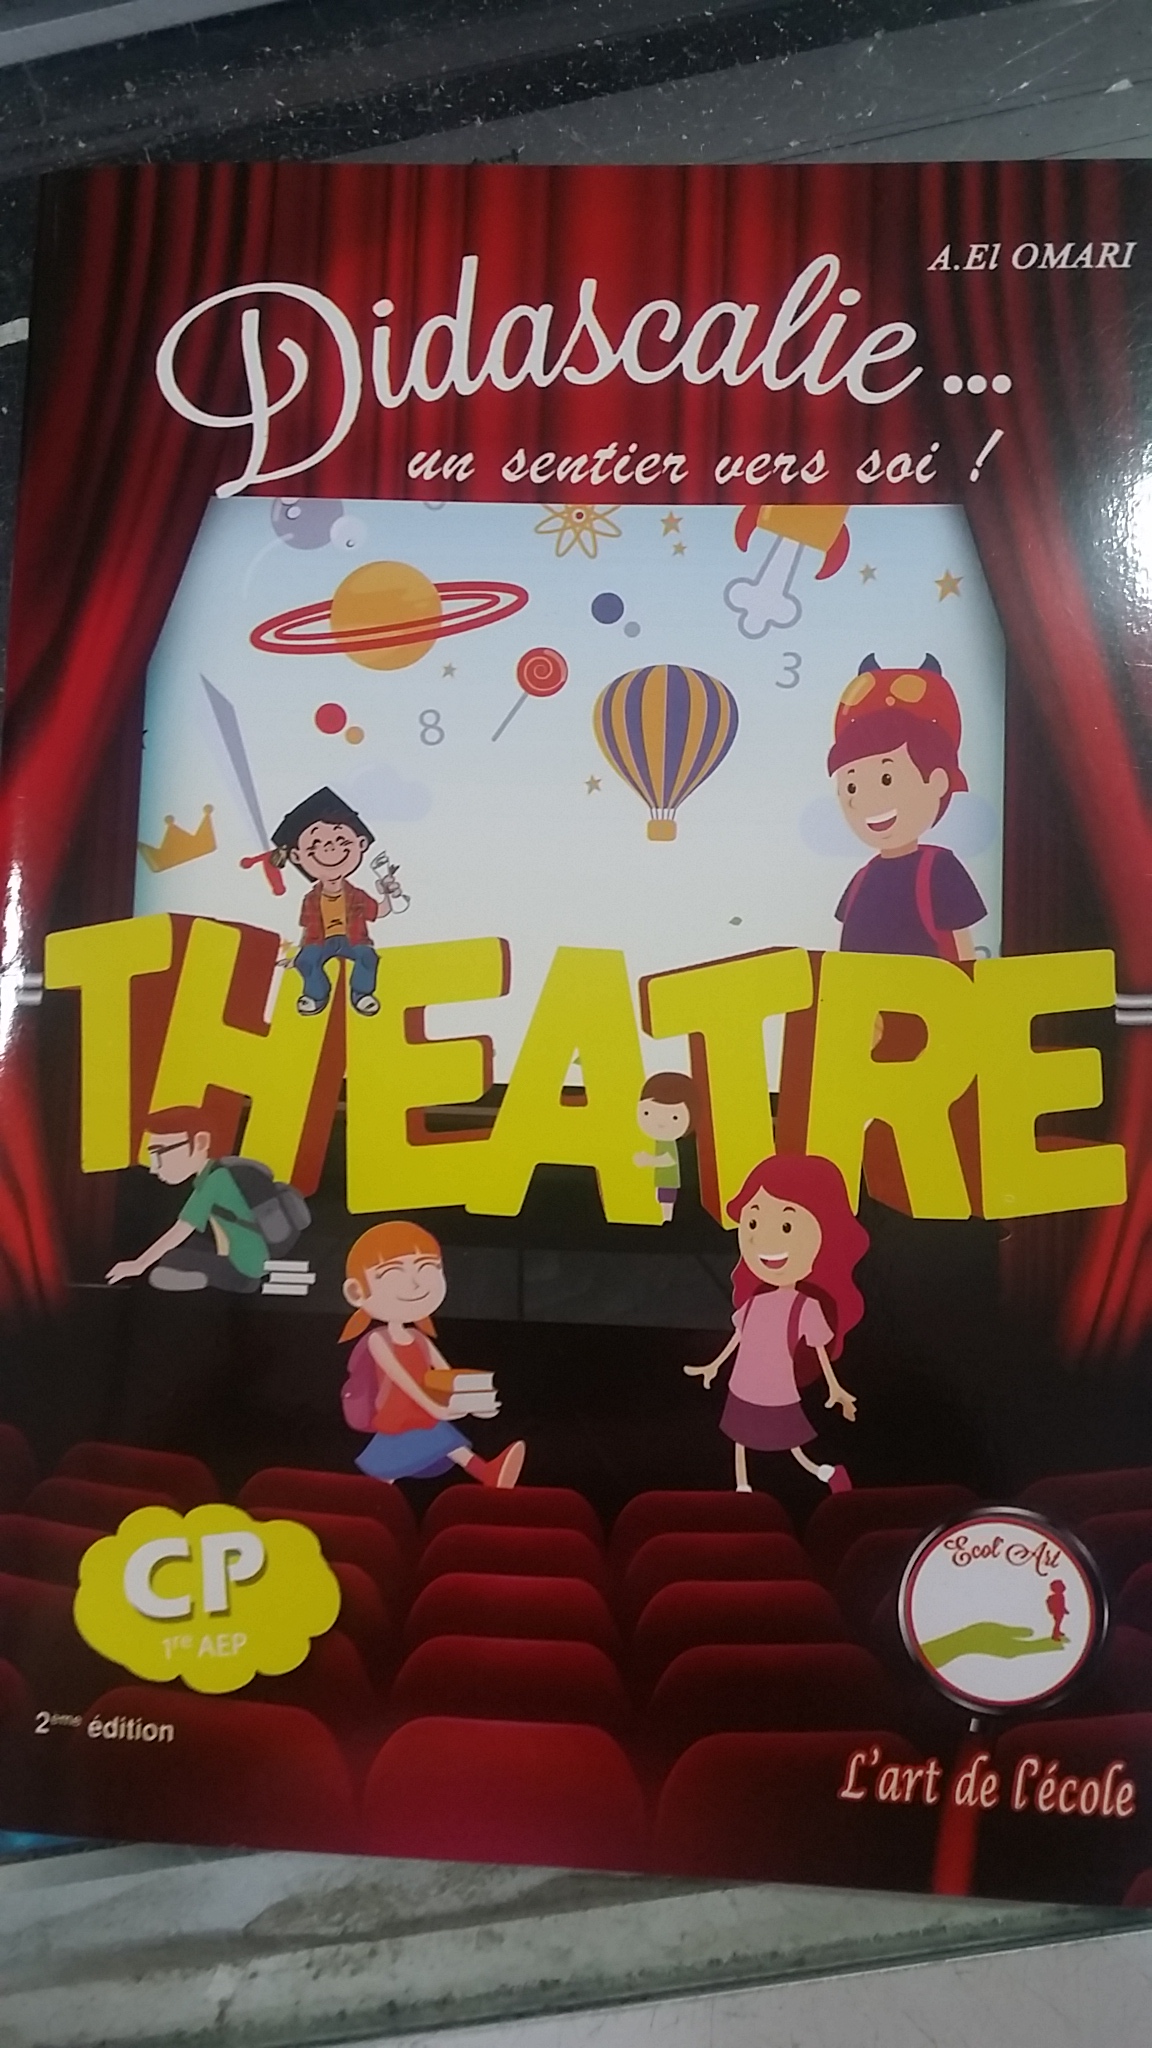 A.El OMARI
Didascalie...
un sentier vers soi !
3
8
THEATRE
CP
1re AEP
Ecol'Art
2ème édition
L'art de l'école